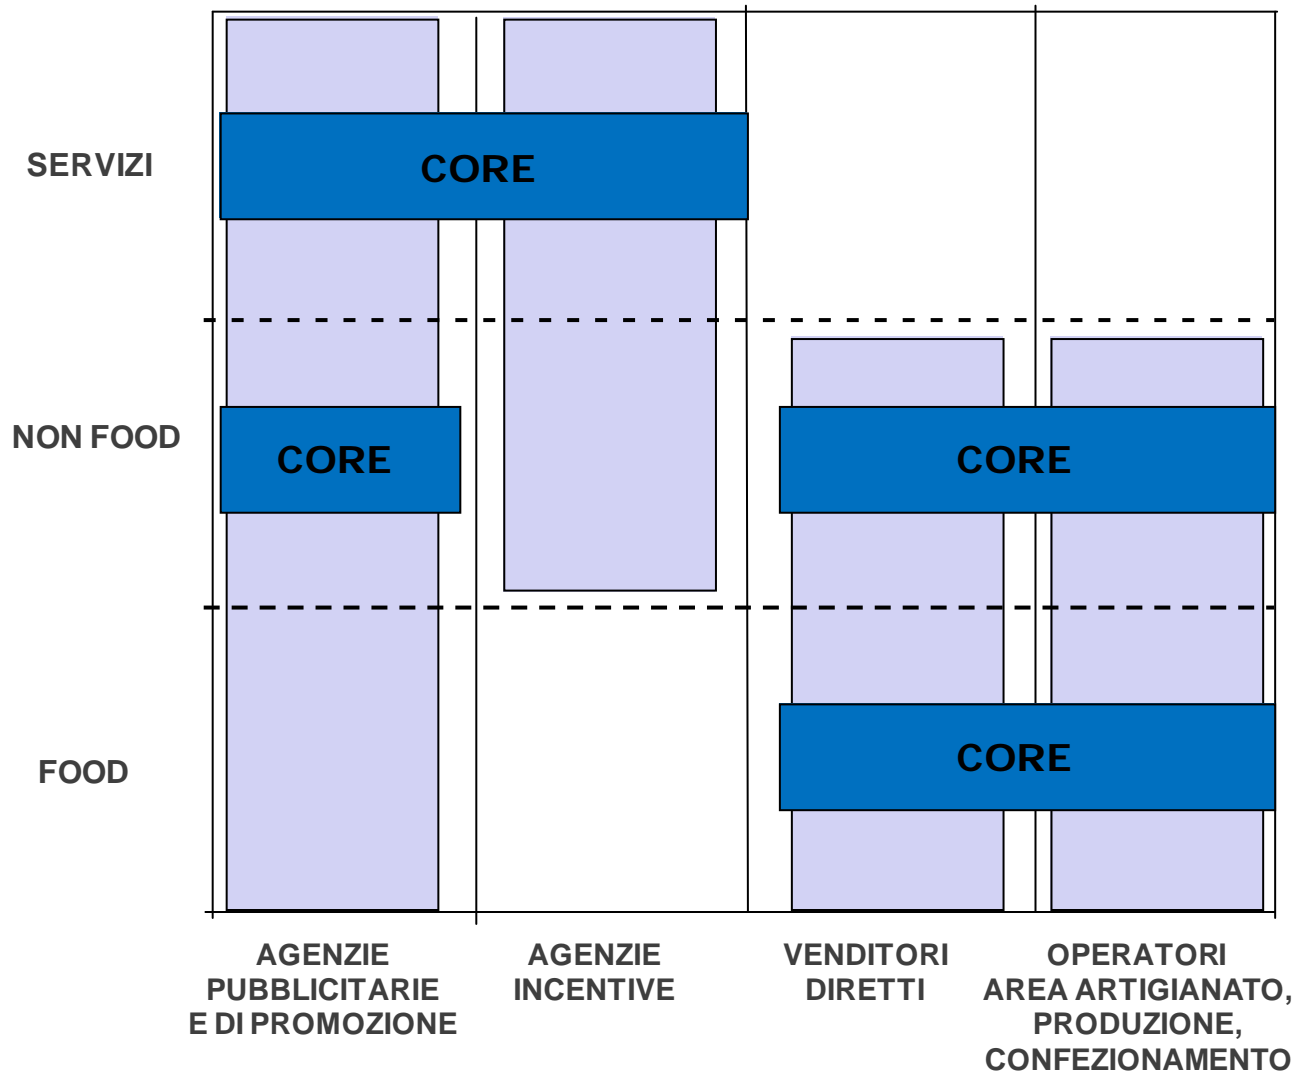 SERVIZI
CORE
NON FOOD
CORE
CORE
FOOD
CORE
AGENZIE
PUBBLICITARIE
E DI PROMOZIONE
AGENZIE
INCENTIVE
VENDITORI
DIRETTI
OPERATORI
AREA ARTIGIANATO,
PRODUZIONE,
CONFEZIONAMENTO